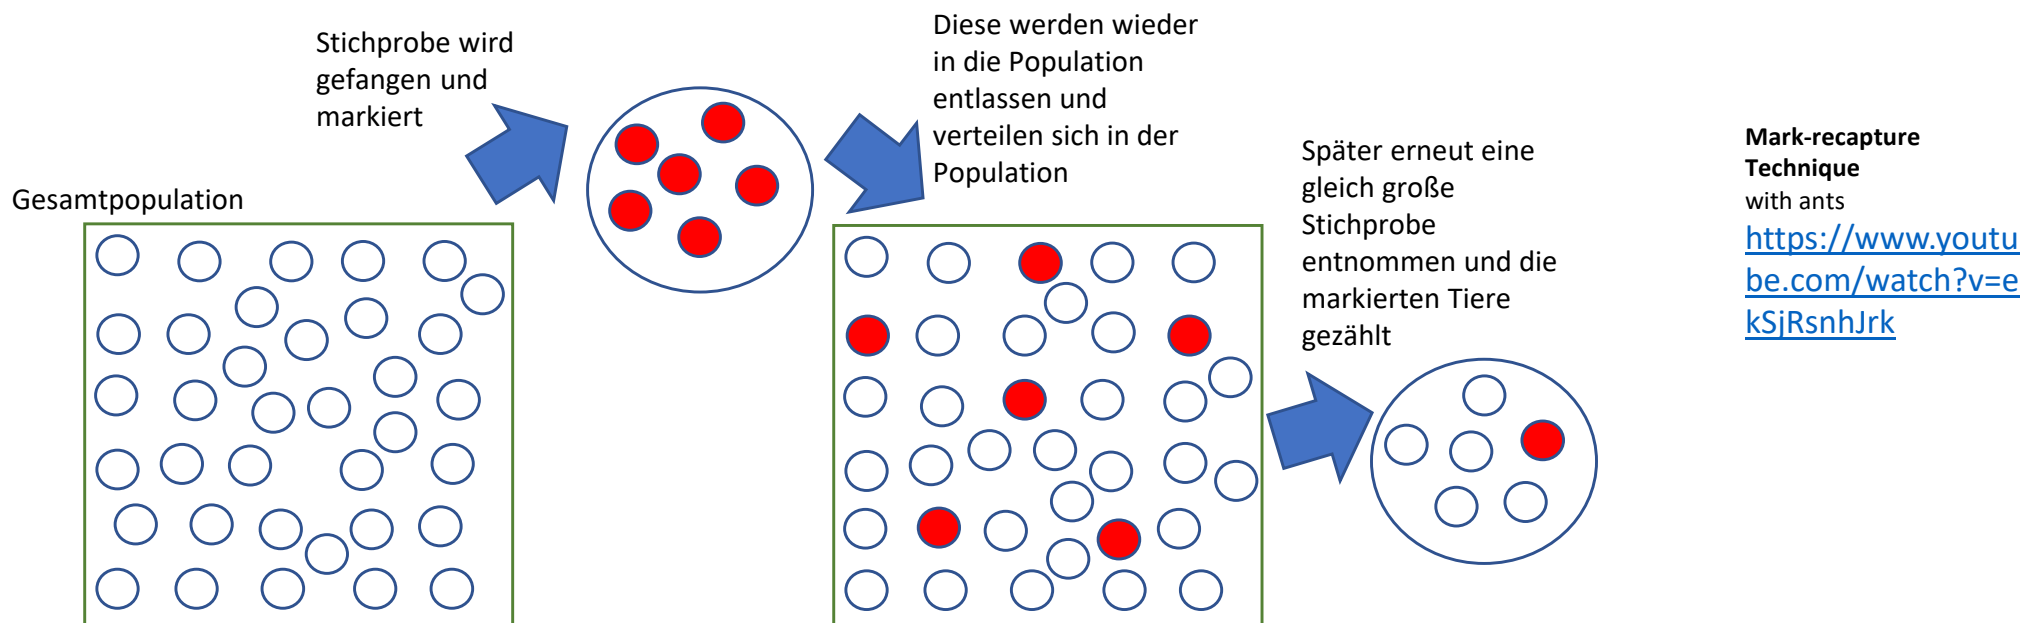 Gesamtpopulation
Stichprobe wird
gefangen und
markiert
Diese werden wieder
in die Population
entlassen und
verteilen sich in der
Population
Später erneut eine
gleich große
Stichprobe
entnommen und die
markierten Tiere
gezählt
Mark-recapture
Technique
with ants
https://www.youtu
be.com/watch?v=e
kSjRsnhJrk